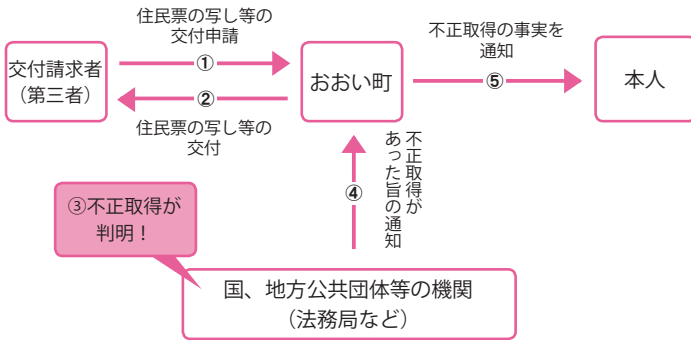 住民票の写し等の
交付申請
①
交付請求者
（第三者）
②
住民票の写し等の
交付
おおい町
不正取得の事実を
通知
⑤
本人
不正取得が
あった旨の通知
④
③不正取得が
判明！
国、地方公共団体等の機関
（法務局など）